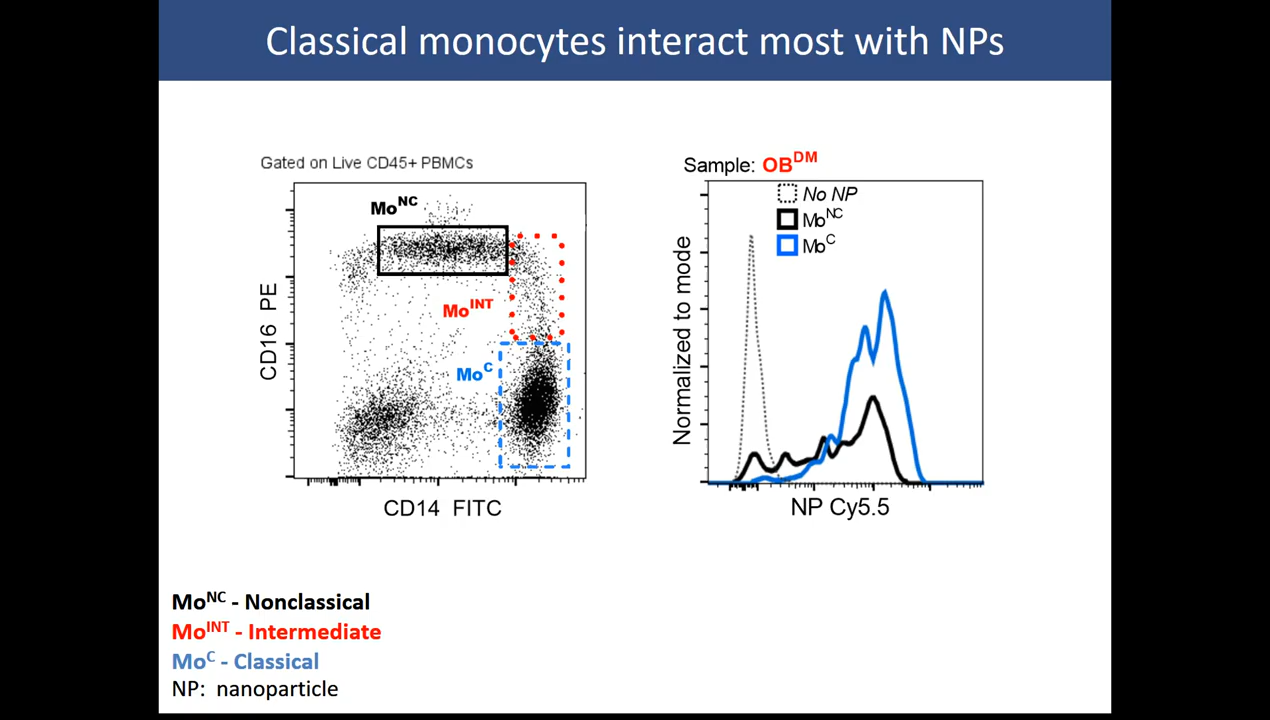 Classical monocytes interact most with NPs
Gated on Live CD45+ PBMCs
Mo^NC
Mo^INT
Mo^C
CD16 PE
CD14 FITC
Sample: OB^DM
No NP
Mo^NC
Mo^C
Normalized to mode
NP Cy5.5
Mo^NC - Nonclassical
Mo^INT - Intermediate
Mo^C - Classical
NP: nanoparticle